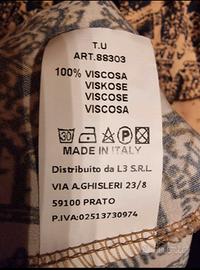 T.U
ART.88303
100% VISCOSA
VISKOSE
VISCOSE
VISCOSA
30 P
MADE IN ITALY
Distribuito da L3 S.R.L.
VIA A.GHISLERI 23/8
59100 PRATO
P.IVA:02513730974